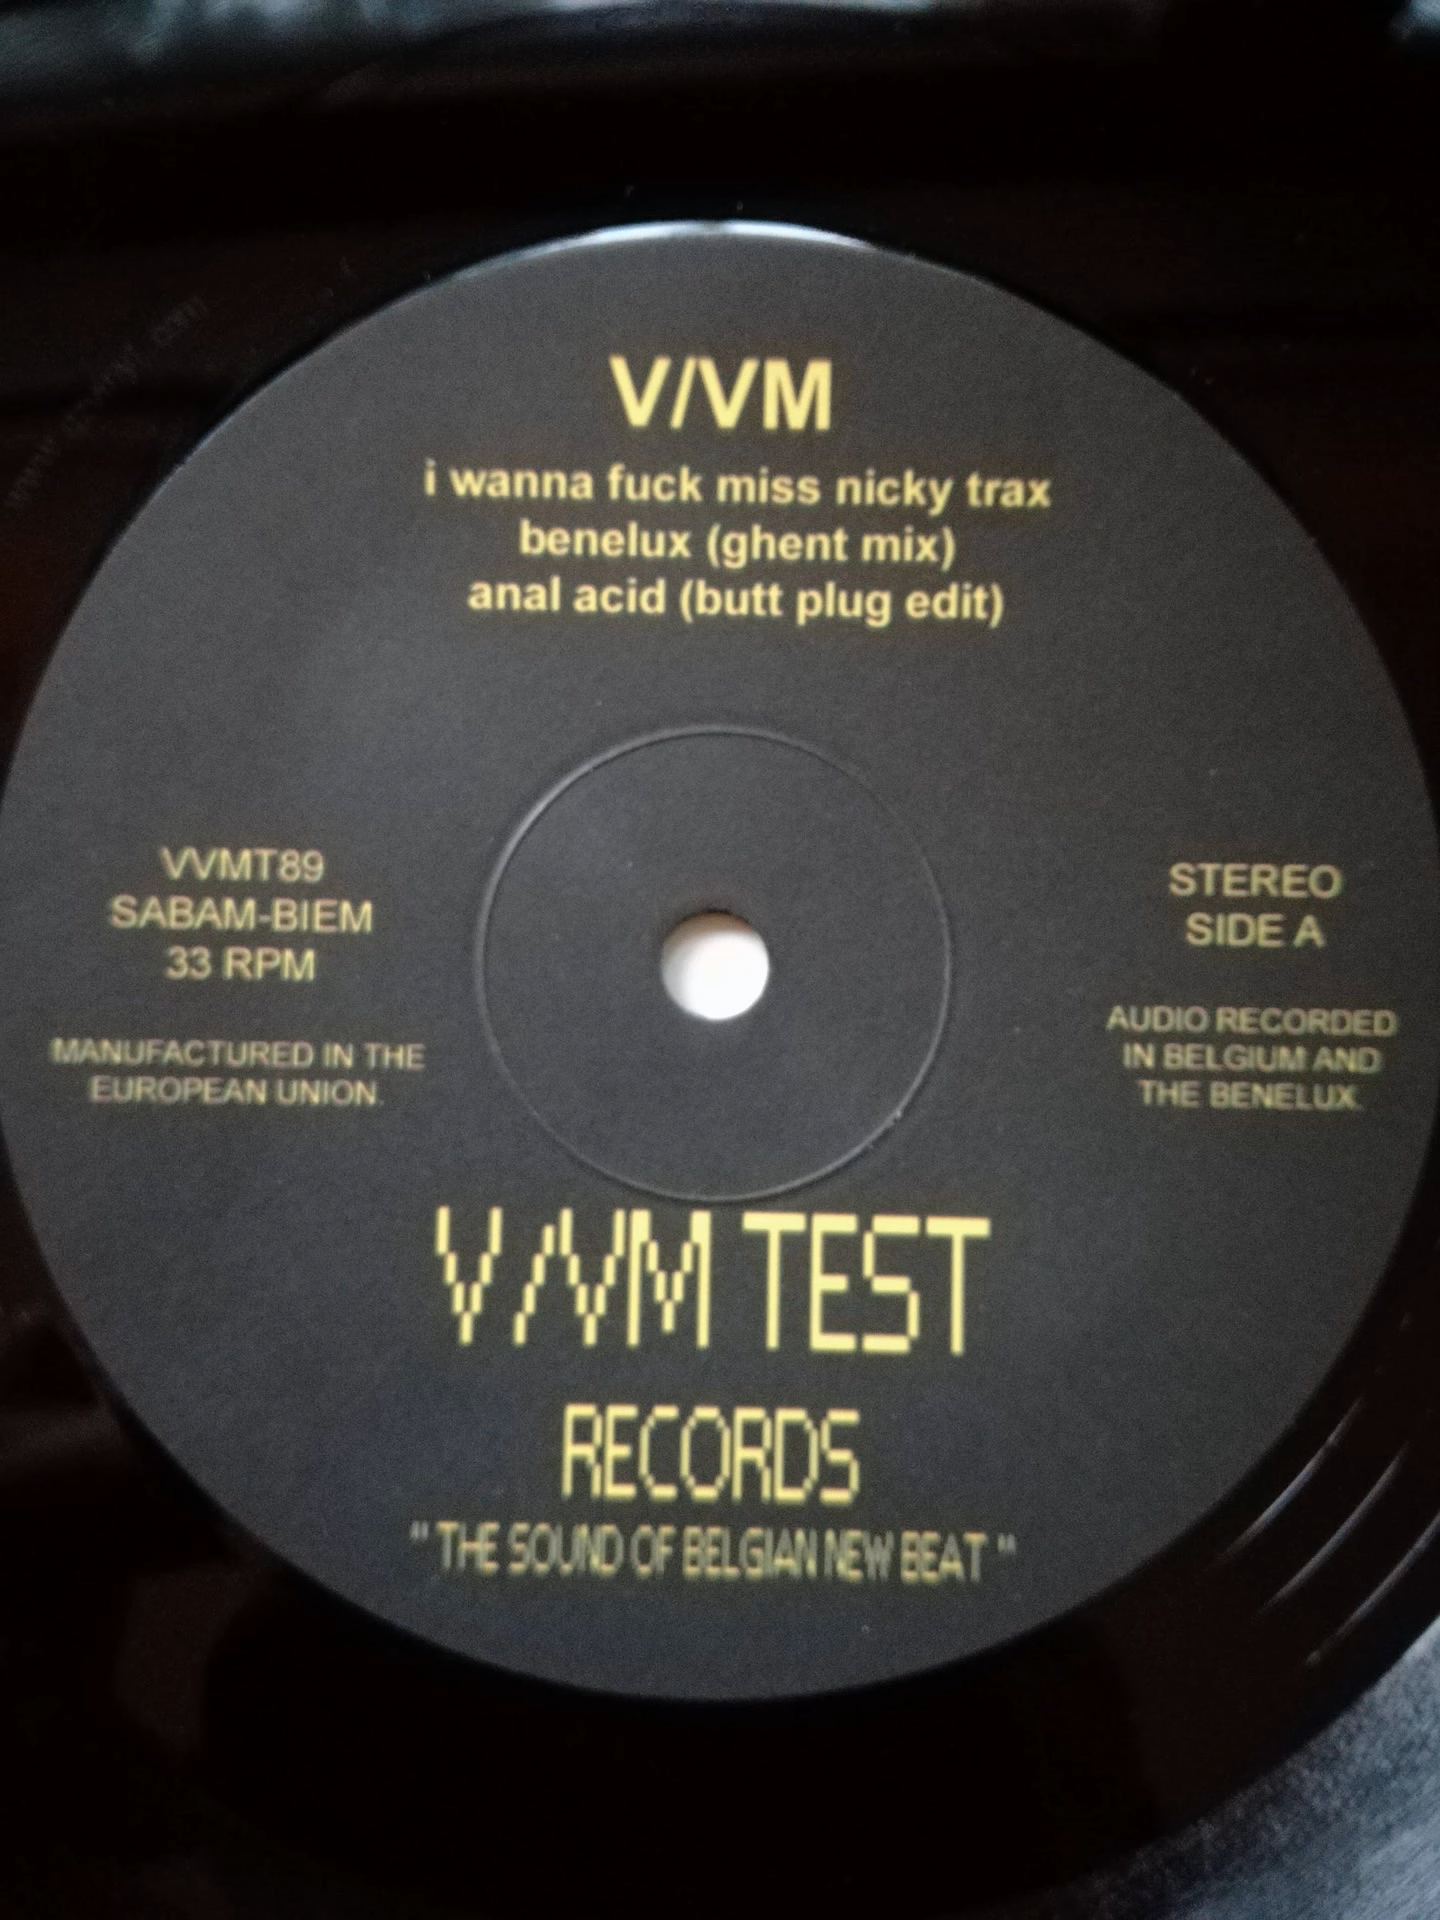 V/VM
i wanna fuck miss nicky trax
benelux (ghent mix)
anal acid (butt plug edit)
VVMT89
SABAM-BIEM
33 RPM
MANUFACTURED IN THE
EUROPEAN UNION.
STEREO
SIDE A
AUDIO RECORDED
IN BELGIUM AND
THE BENELUX.
V/VM TEST
RECORDS
" THE SOUND OF BELGIAN NEW BEAT "